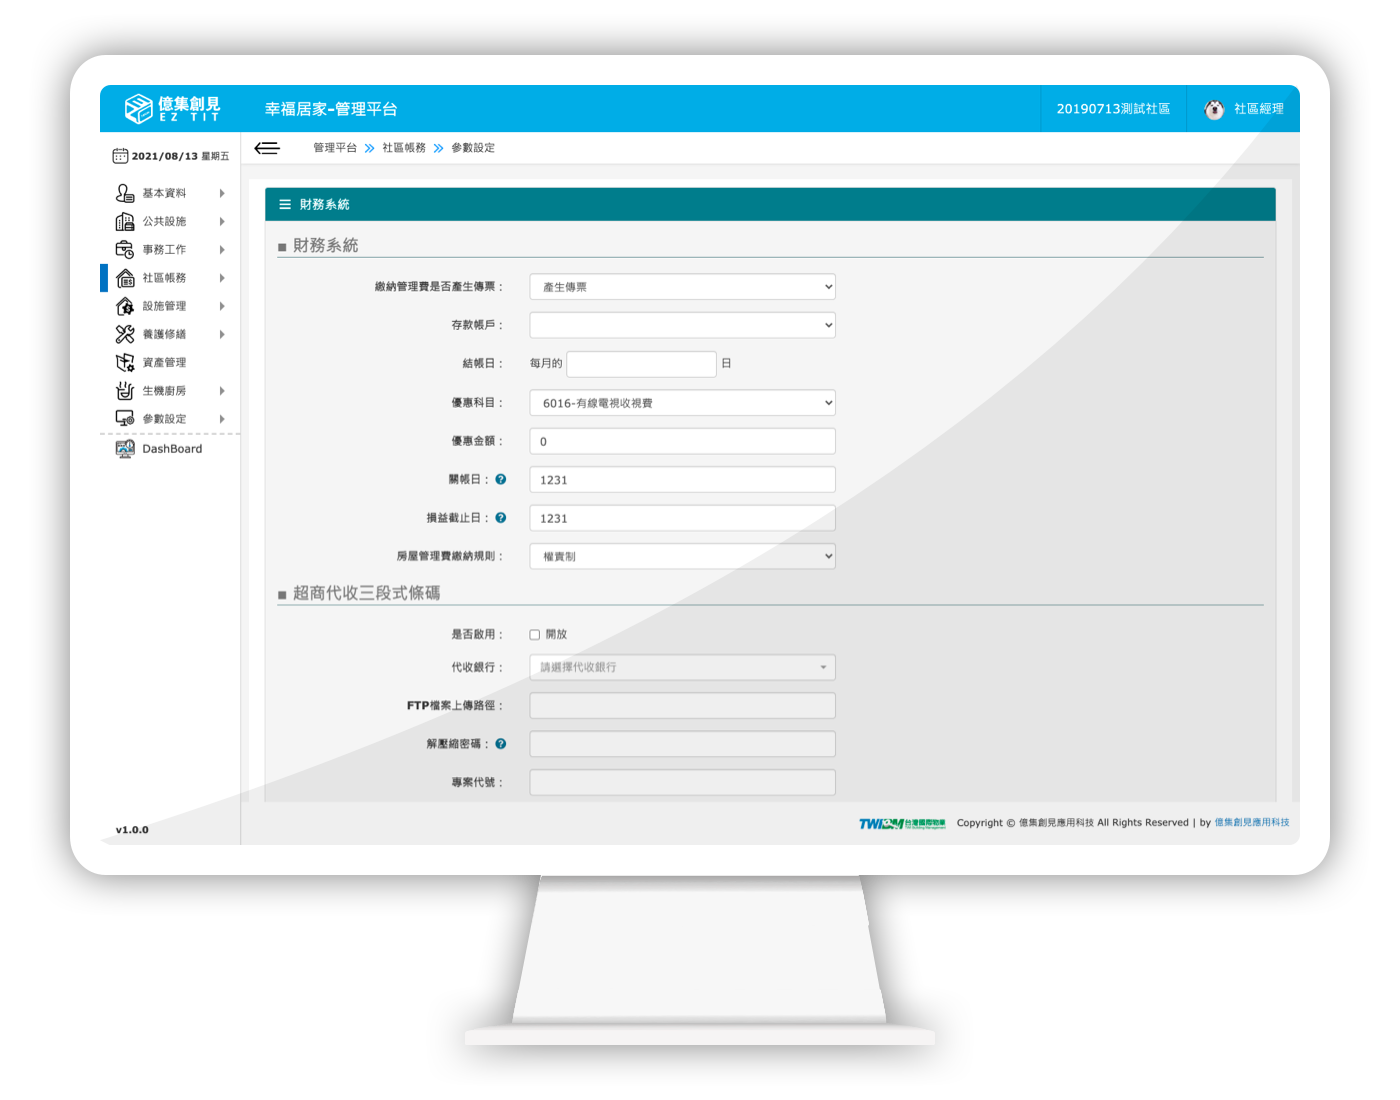 億集創見
EZ TIT
幸福居家-管理平台
20190713測試社區
社區經理
2021/08/13 星期五
管理平台 社區帳務 參數設定
基本資料
公共設施
事務工作
社區帳務
設施管理
養護修繕
資產管理
生機廚房
參數設定
DashBoard
v1.0.0
財務系統
財務系統
繳納管理費是否產生傳票： 產生傳票
存款帳戶：
結帳日： 每月的 日
優惠科目： 6016-有線電視收視費
優惠金額： 0
關帳日： 1231
損益截止日： 1231
房屋管理費繳納規則： 權責制
超商代收三段式條碼
是否啟用： 開放
代收銀行： 請選擇代收銀行
FTP檔案上傳路徑：
解壓縮密碼：
專案代號：
台灣國際物業 Copyright © 億集創見應用科技 All Rights Reserved | by 億集創見應用科技